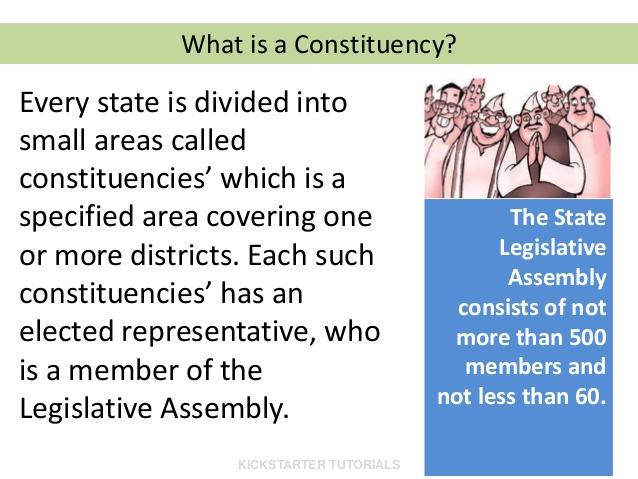 What is a Constituency?
Every state is divided into
small areas called
constituencies’ which is a
specified area covering one
or more districts. Each such
constituencies’ has an
elected representative, who
is a member of the
Legislative Assembly.
The State
Legislative
Assembly
consists of not
more than 500
members and
not less than 60.
KICKSTARTER TUTORIALS